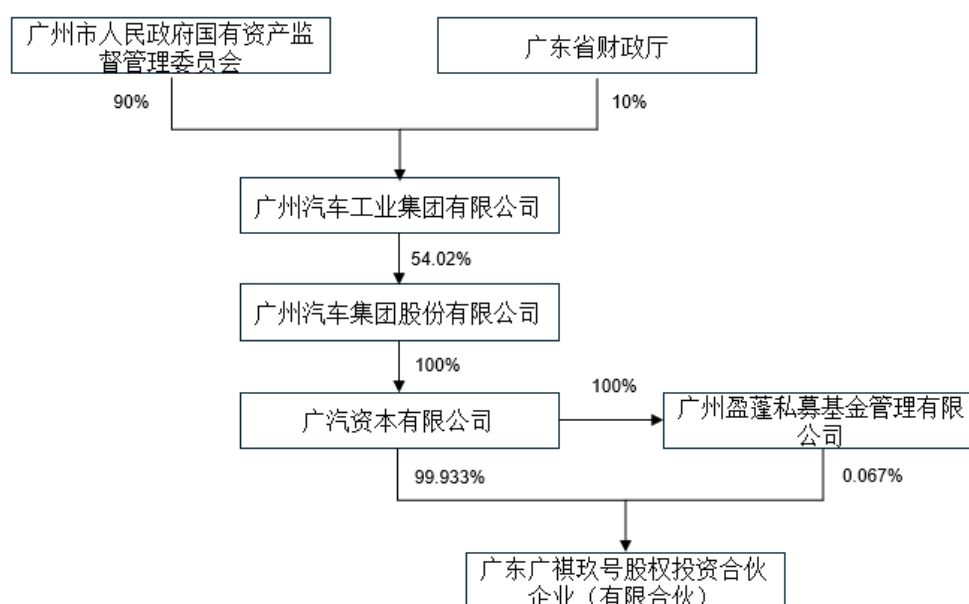 广州市人民政府国有资产监
督管理委员会
广东省财政厅
90%
10%
广州汽车工业集团有限公司
54.02%
广州汽车集团股份有限公司
100%
100%
广汽资本有限公司
广州盈蓬私募基金管理有限
公司
99.933%
0.067%
广东广祺玖号股权投资合伙
企业（有限合伙）